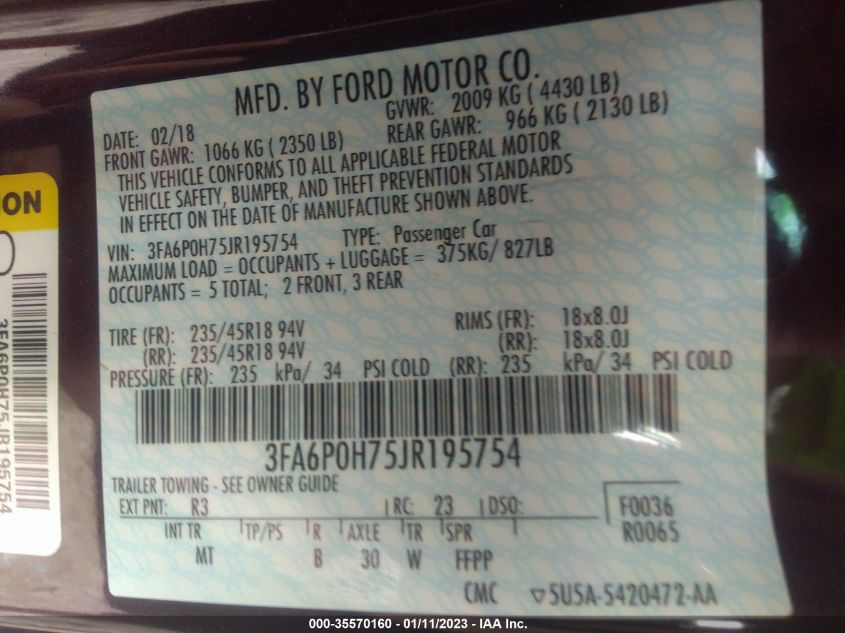 MFD. BY FORD MOTOR CO.
DATE: 02/18 GVWR: 2009 KG ( 4430 LB)
FRONT GAWR: 1066 KG ( 2350 LB) REAR GAWR: 966 KG ( 2130 LB)
THIS VEHICLE CONFORMS TO ALL APPLICABLE FEDERAL MOTOR
VEHICLE SAFETY, BUMPER, AND THEFT PREVENTION STANDARDS
IN EFFECT ON THE DATE OF MANUFACTURE SHOWN ABOVE.
VIN: 3FA6P0H75JR195754 TYPE: Passenger Car
MAXIMUM LOAD = OCCUPANTS + LUGGAGE = 375KG/ 827LB
OCCUPANTS = 5 TOTAL; 2 FRONT, 3 REAR
TIRE (FR): 235/45R18 94V RIMS (FR): 18x8.0J
(RR): 235/45R18 94V (RR): 18x8.0J
PRESSURE (FR): 235 kPa/ 34 PSI COLD (RR): 235 kPa/ 34 PSI COLD
3FA6P0H75JR195754
TRAILER TOWING - SEE OWNER GUIDE
EXT PNT: R3 RC: 23 DSO: F0036
R0065
INT TR TP/PS R AXLE TR SPR
MT B 30 W FFPP
CMC 5U5A-5420472-AA
ION
3FA6P0H75JR195754
000-35570160 - 01/11/2023 - IAA Inc.